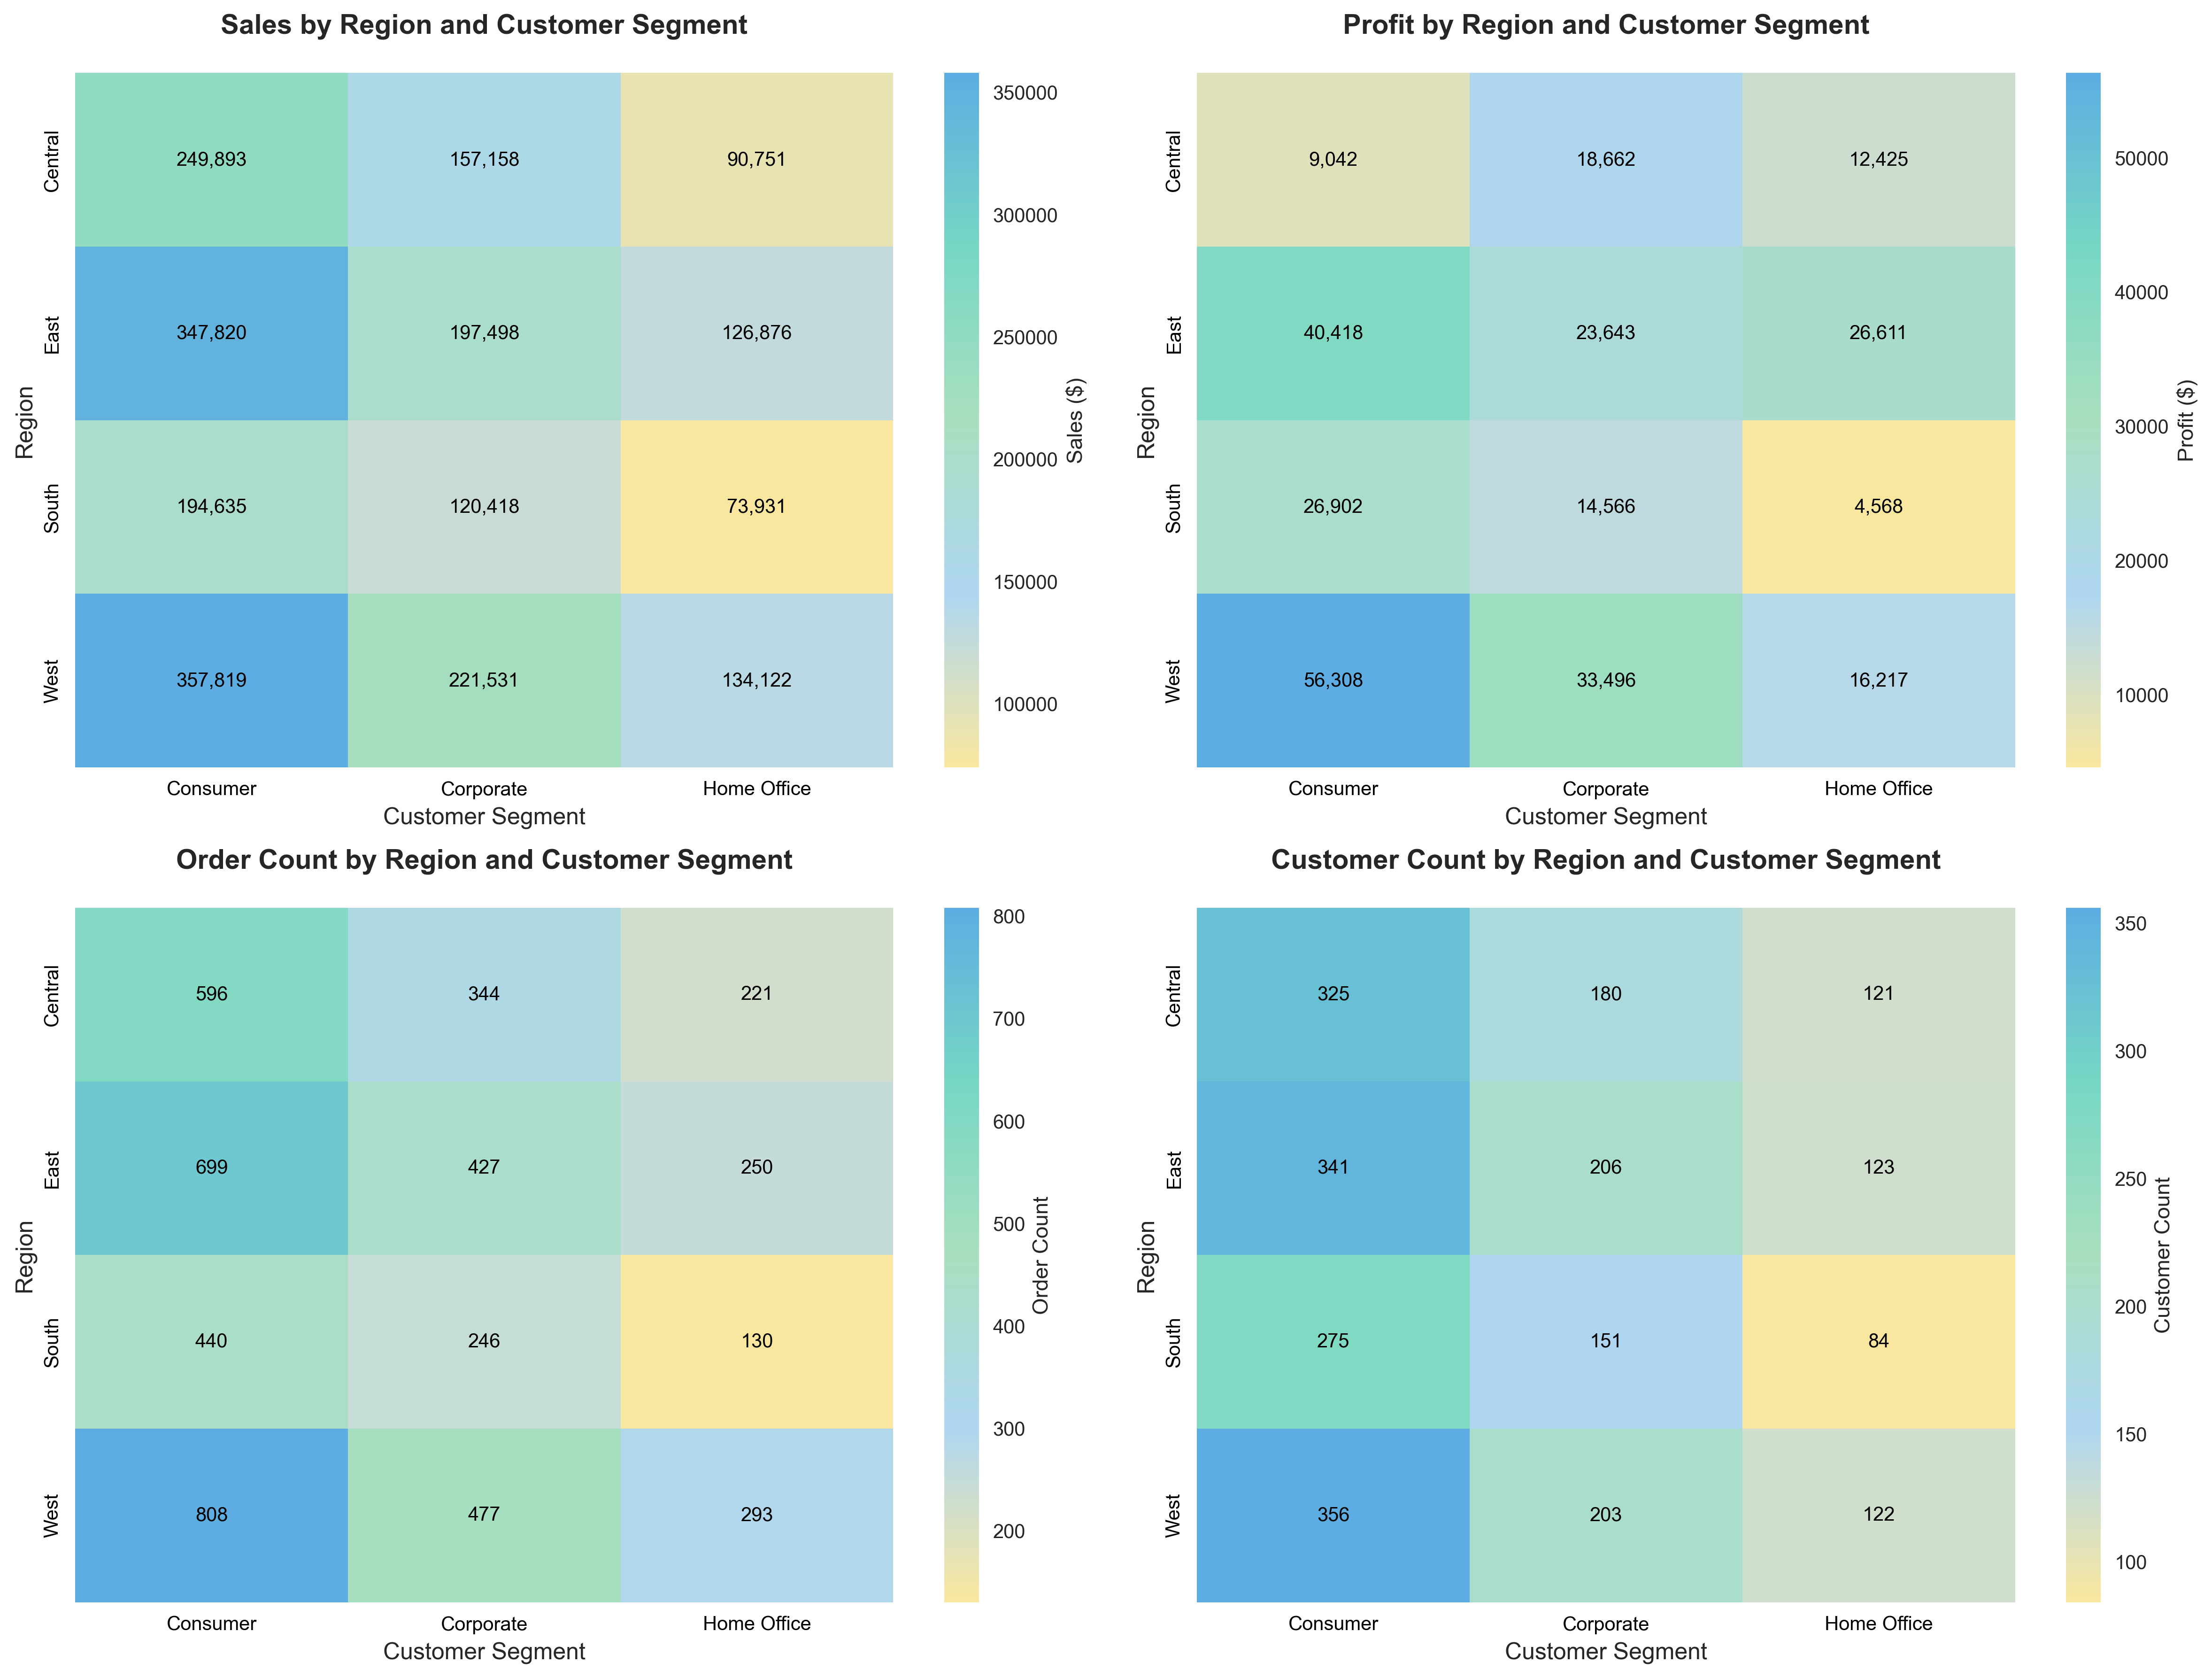 Sales by Region and Customer Segment
Central
249,893 157,158 90,751
East
347,820 197,498 126,876
South
194,635 120,418 73,931
West
357,819 221,531 134,122
Region
Consumer Corporate Home Office
Customer Segment
350000
300000
250000
200000
150000
100000
Sales ($)
Profit by Region and Customer Segment
Central
9,042 18,662 12,425
East
40,418 23,643 26,611
South
26,902 14,566 4,568
West
56,308 33,496 16,217
Region
Consumer Corporate Home Office
Customer Segment
50000
40000
30000
20000
10000
Profit ($)
Order Count by Region and Customer Segment
Central
596 344 221
East
699 427 250
South
440 246 130
West
808 477 293
Region
Consumer Corporate Home Office
Customer Segment
800
700
600
500
400
300
200
Order Count
Customer Count by Region and Customer Segment
Central
325 180 121
East
341 206 123
South
275 151 84
West
356 203 122
Region
Consumer Corporate Home Office
Customer Segment
350
300
250
200
150
100
Customer Count